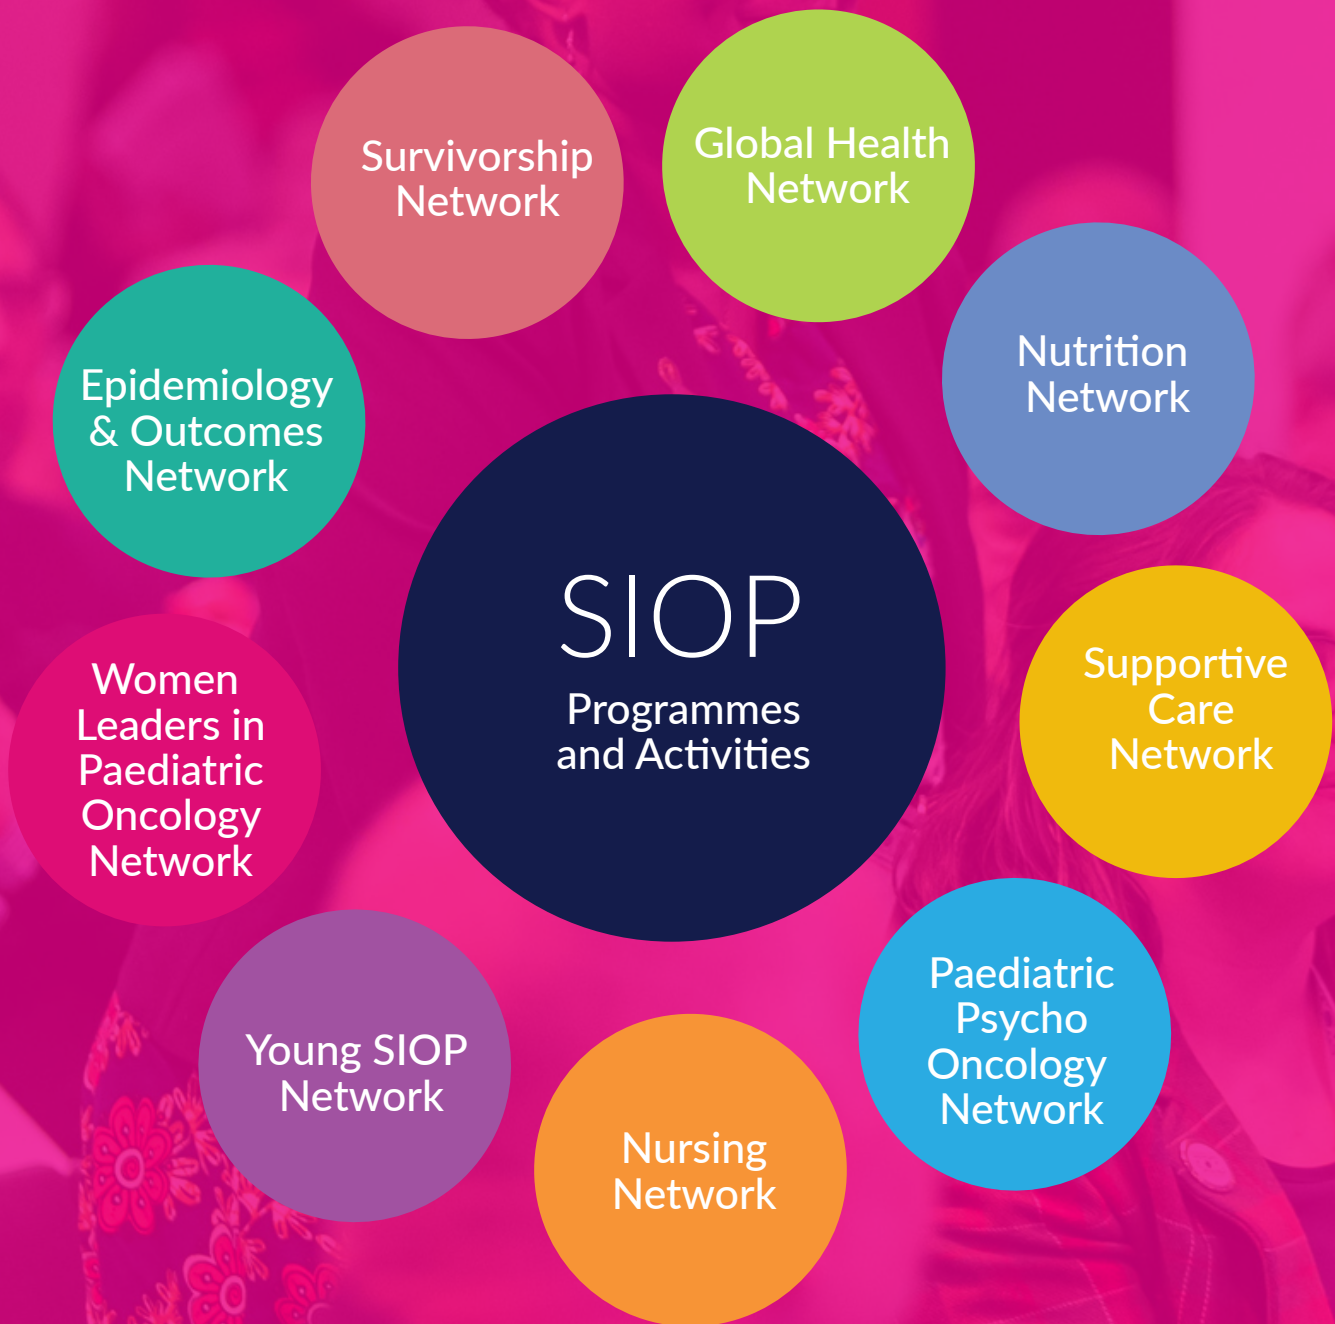 Survivorship
Network
Global Health
Network
Nutrition
Network
Epidemiology
& Outcomes
Network
SIOP
Programmes
and Activities
Supportive
Care
Network
Women
Leaders in
Paediatric
Oncology
Network
Paediatric
Psycho
Oncology
Network
Young SIOP
Network
Nursing
Network